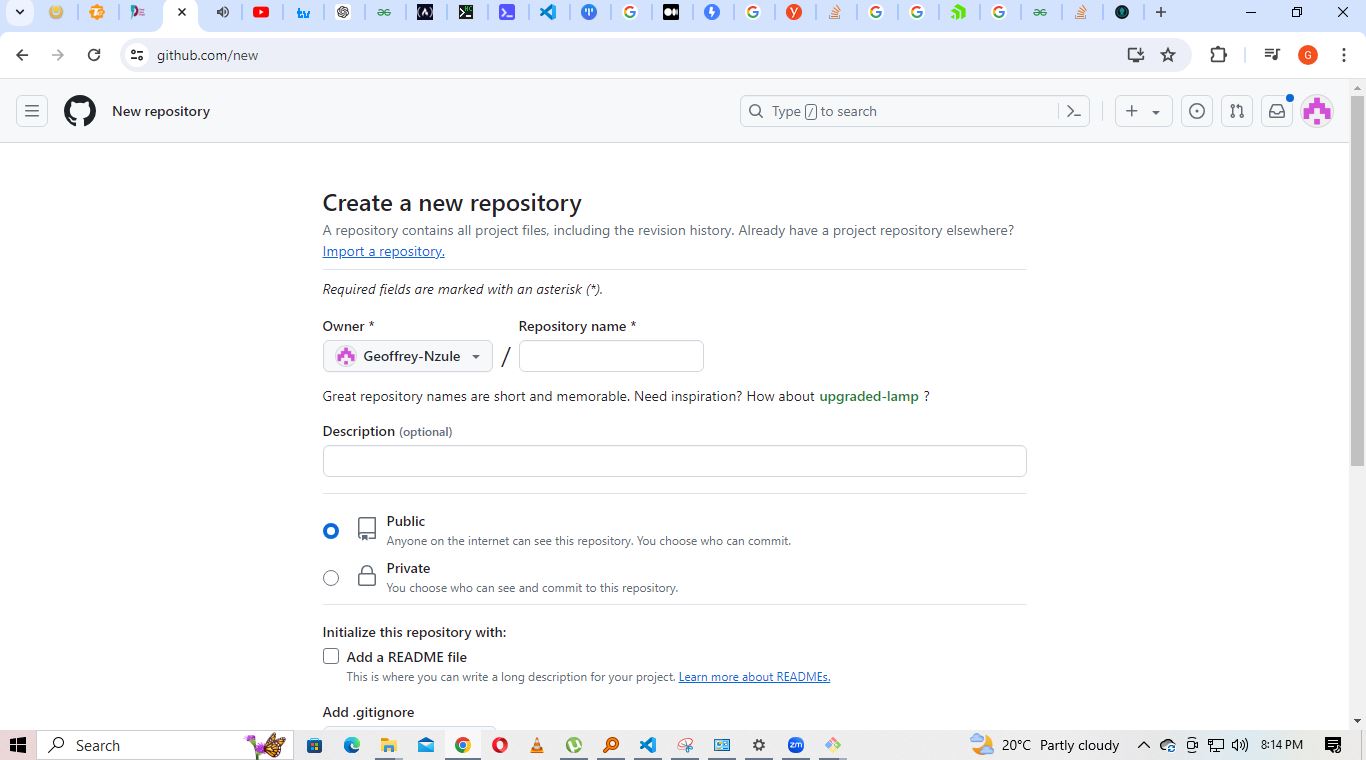 github.com/new
G
New repository
Type / to search
Create a new repository
A repository contains all project files, including the revision history. Already have a project repository elsewhere?
Import a repository.
Required fields are marked with an asterisk (*).
Owner * Repository name *
Geoffrey-Nzule /
Great repository names are short and memorable. Need inspiration? How about upgraded-lamp ?
Description (optional)
Public
Anyone on the internet can see this repository. You choose who can commit.
Private
You choose who can see and commit to this repository.
Initialize this repository with:
Add a README file
This is where you can write a long description for your project. Learn more about READMEs.
Add .gitignore
Search 20°C Partly cloudy 8:14 PM